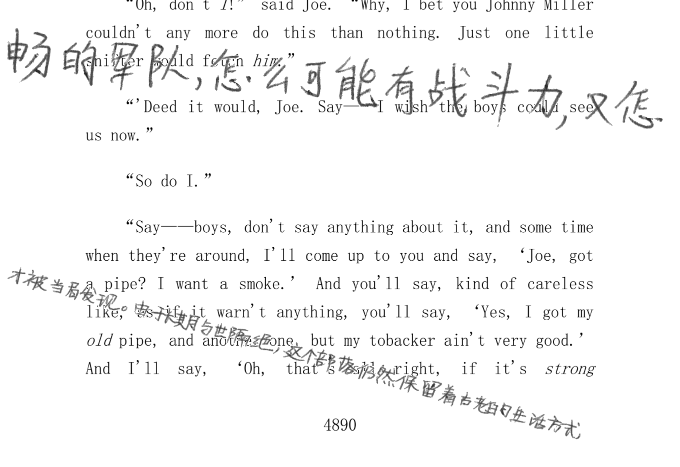 “Oh, don't I!” said Joe. “Why, I bet you Johnny Miller
couldn't any more do this than nothing. Just one little
snifter would fetch him.”
畅的军队,怎么可能有战斗力,又怎
“'Deed it would, Joe. Say——I wish the boys could see
us now.”
“So do I.”
“Say——boys, don't say anything about it, and some time
when they're around, I'll come up to you and say, ‘Joe, got
a pipe? I want a smoke.’ And you'll say, kind of careless
like, as if it warn't anything, you'll say, ‘Yes, I got my
old pipe, and another one, but my tobacker ain't very good.’
And I'll say, ‘Oh, that's all right, if it's strong
才被当局发现。由于长期与世隔绝,这个部落仍然保留着古老的生活方式
4890